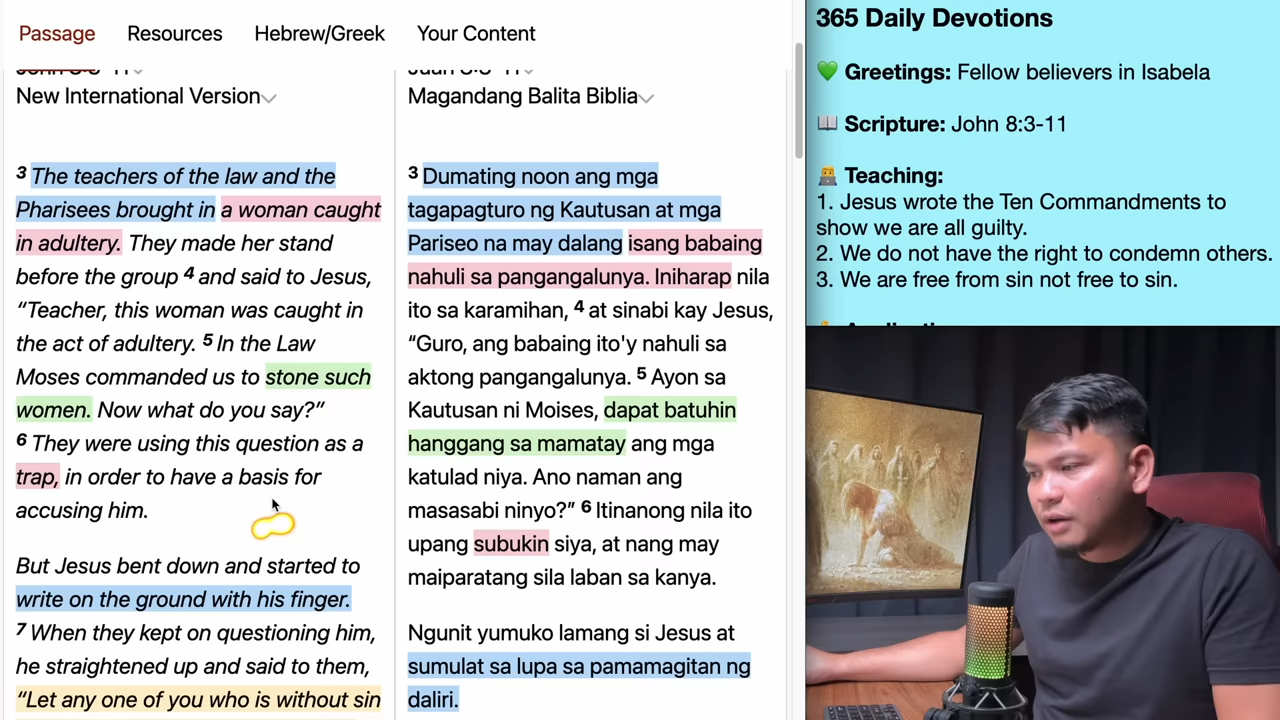 Passage Resources Hebrew/Greek Your Content
New International Version
3 The teachers of the law and the
Pharisees brought in a woman caught
in adultery. They made her stand
before the group 4 and said to Jesus,
“Teacher, this woman was caught in
the act of adultery. 5 In the Law
Moses commanded us to stone such
women. Now what do you say?”
6 They were using this question as a
trap, in order to have a basis for
accusing him.
But Jesus bent down and started to
write on the ground with his finger.
7 When they kept on questioning him,
he straightened up and said to them,
“Let any one of you who is without sin
Magandang Balita Biblia
3 Dumating noon ang mga
tagapagturo ng Kautusan at mga
Pariseo na may dalang isang babaing
nahuli sa pangangalunya. Iniharap nila
ito sa karamihan, 4 at sinabi kay Jesus,
“Guro, ang babaing ito'y nahuli sa
aktong pangangalunya. 5 Ayon sa
Kautusan ni Moises, dapat batuhin
hanggang sa mamatay ang mga
katulad niya. Ano naman ang
masasabi ninyo?” 6 Itinanong nila ito
upang subukin siya, at nang may
maiparatang sila laban sa kanya.
Ngunit yumuko lamang si Jesus at
sumulat sa lupa sa pamamagitan ng
daliri.
365 Daily Devotions
Greetings: Fellow believers in Isabela
Scripture: John 8:3-11
Teaching:
1. Jesus wrote the Ten Commandments to
show we are all guilty.
2. We do not have the right to condemn others.
3. We are free from sin not free to sin.